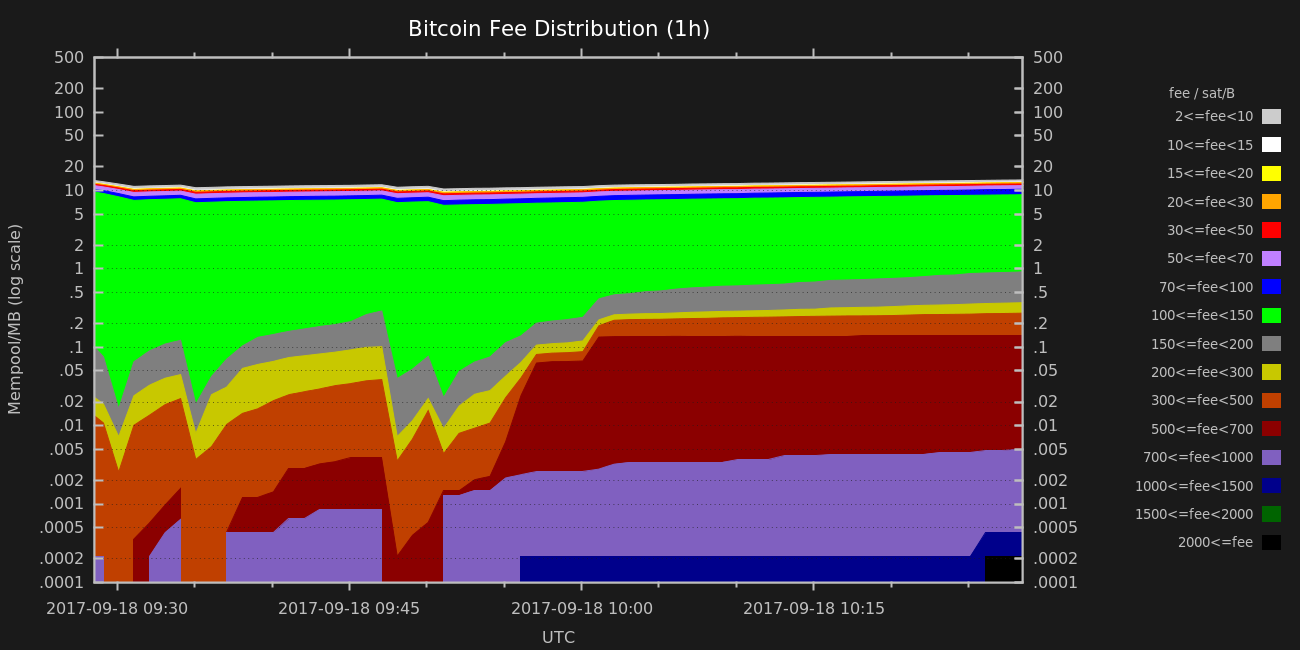 Bitcoin Fee Distribution (1h)
500
200
100
50
20
10
5
2
1
.5
.2
.1
.05
.02
.01
.005
.002
.001
.0005
.0002
.0001
Mempool/MB (log scale)
500
200
100
50
20
10
5
2
1
.5
.2
.1
.05
.02
.01
.005
.002
.001
.0005
.0002
.0001
2017-09-18 09:30 2017-09-18 09:45 2017-09-18 10:00 2017-09-18 10:15
UTC
fee / sat/B
2<=fee<10
10<=fee<15
15<=fee<20
20<=fee<30
30<=fee<50
50<=fee<70
70<=fee<100
100<=fee<150
150<=fee<200
200<=fee<300
300<=fee<500
500<=fee<700
700<=fee<1000
1000<=fee<1500
1500<=fee<2000
2000<=fee